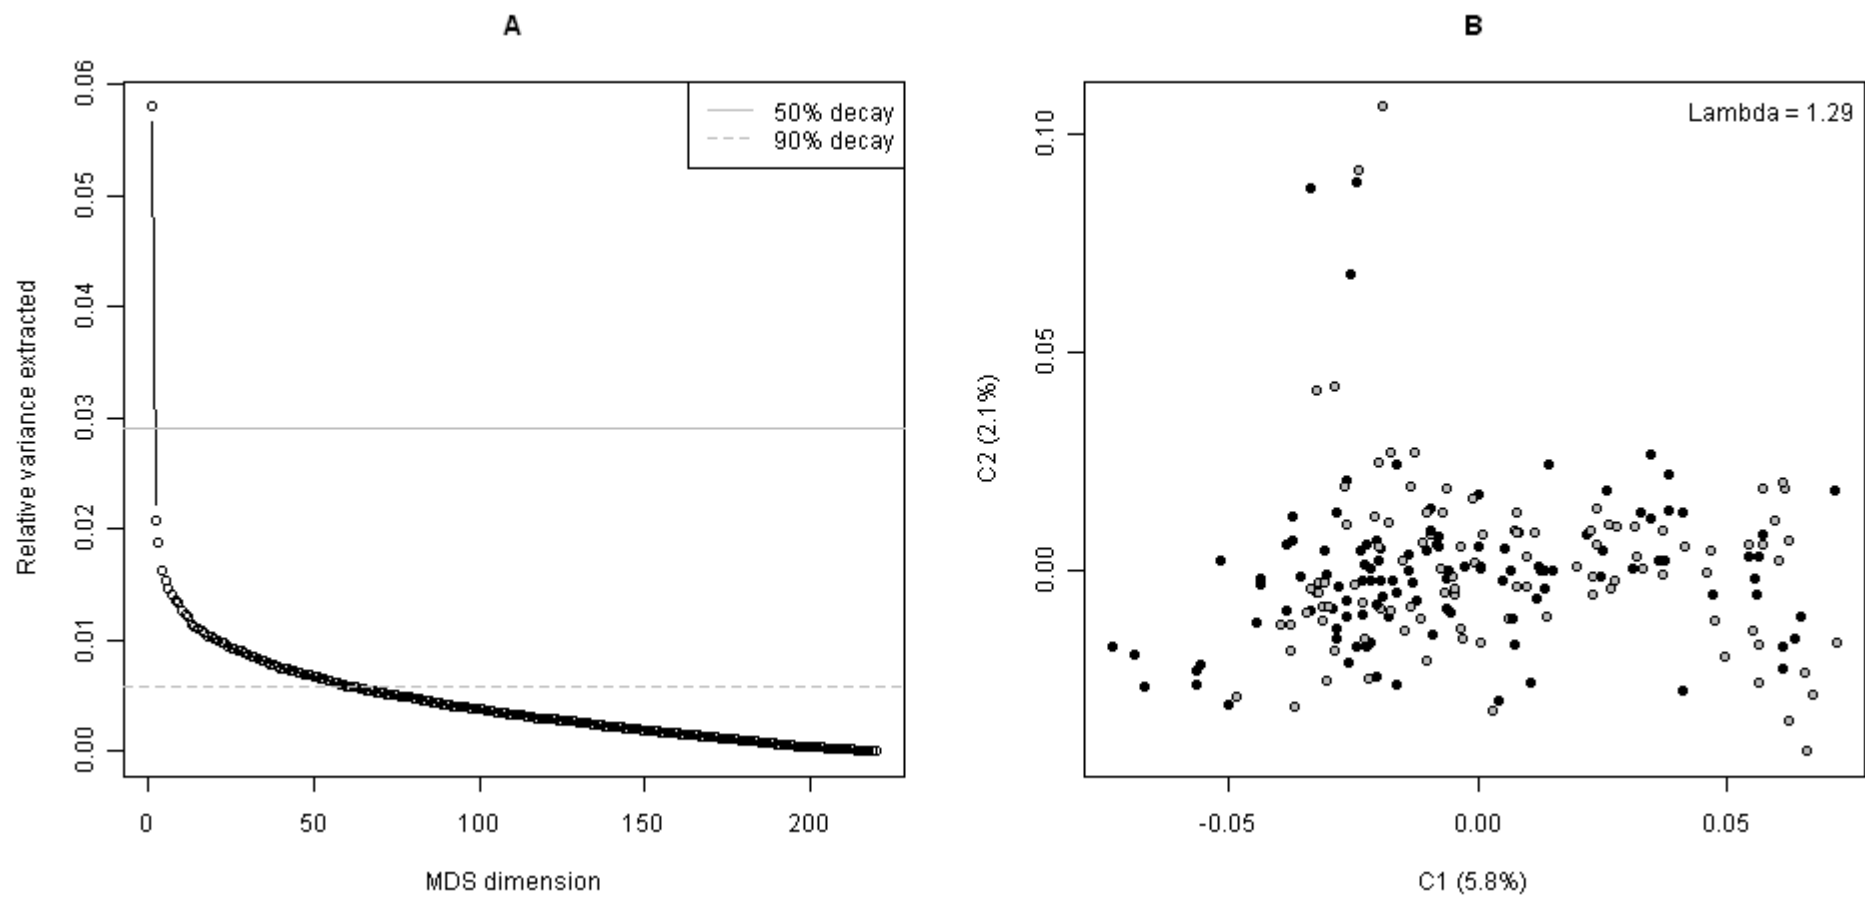 A
0.06
0.05
0.04
0.03
0.02
0.01
0.00
Relative variance extracted
50% decay
90% decay
0
50
100
150
200
MDS dimension
B
Lambda = 1.29
0.10
0.05
0.00
C2 (2.1%)
-0.05
0.00
0.05
C1 (5.8%)